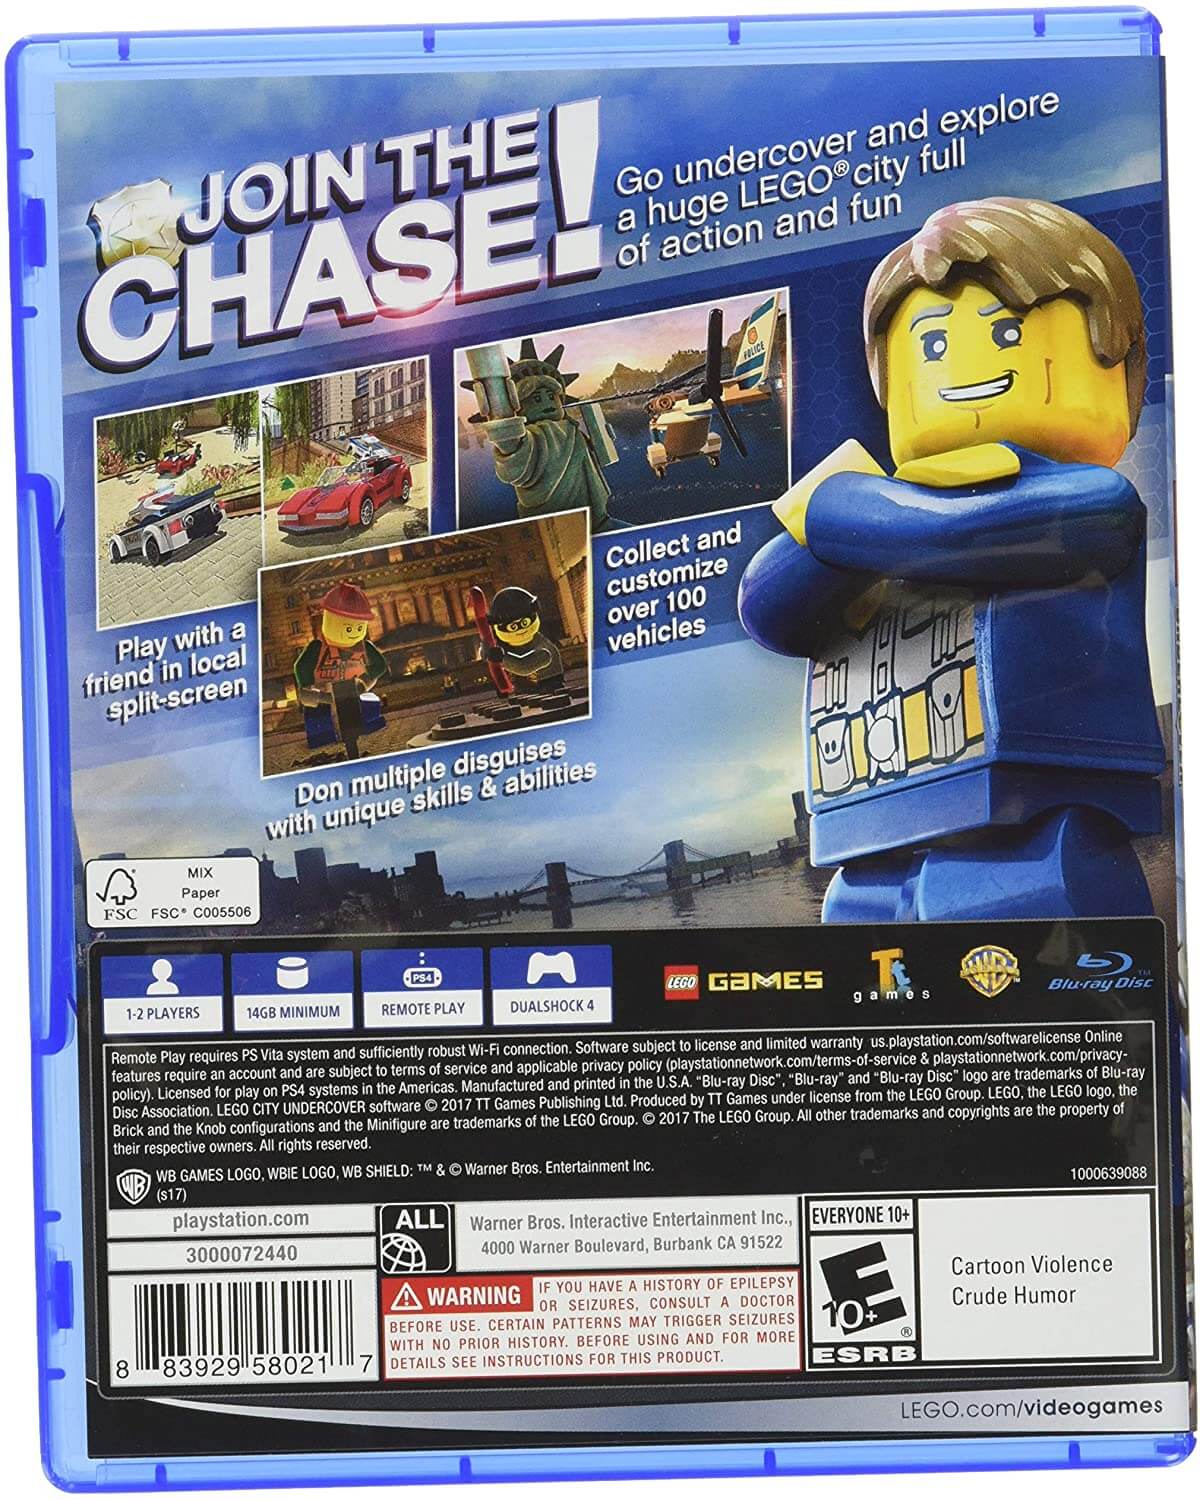 JOIN THE
CHASE!
Go undercover and explore
a huge LEGO® city full
of action and fun
POLICE
Play with a
friend in local
split-screen
Collect and
customize
over 100
vehicles
Don multiple disguises
with unique skills & abilities
FSC
MIX
Paper
FSC® C005506
1-2 PLAYERS
14GB MINIMUM
PS4
REMOTE PLAY
DUALSHOCK 4
LEGO GAMES
Tt
games
WB
Blu-ray Disc™
Remote Play requires PS Vita system and sufficiently robust Wi-Fi connection. Software subject to license and limited warranty us.playstation.com/softwarelicense Online
features require an account and are subject to terms of service and applicable privacy policy (playstationnetwork.com/terms-of-service & playstationnetwork.com/privacy-
policy). Licensed for play on PS4 systems in the Americas. Manufactured and printed in the U.S.A. “Blu-ray Disc”, “Blu-ray” and “Blu-ray Disc” logo are trademarks of Blu-ray
Disc Association. LEGO CITY UNDERCOVER software © 2017 TT Games Publishing Ltd. Produced by TT Games under license from the LEGO Group. LEGO, the LEGO logo, the
Brick and the Knob configurations and the Minifigure are trademarks of the LEGO Group. © 2017 The LEGO Group. All other trademarks and copyrights are the property of
their respective owners. All rights reserved.
WB
WB GAMES LOGO, WBIE LOGO, WB SHIELD: ™ & © Warner Bros. Entertainment Inc.
(s17)
1000639088
playstation.com
3000072440
ALL
Warner Bros. Interactive Entertainment Inc.,
4000 Warner Boulevard, Burbank CA 91522
WARNING IF YOU HAVE A HISTORY OF EPILEPSY
OR SEIZURES, CONSULT A DOCTOR
BEFORE USE. CERTAIN PATTERNS MAY TRIGGER SEIZURES
WITH NO PRIOR HISTORY. BEFORE USING AND FOR MORE
DETAILS SEE INSTRUCTIONS FOR THIS PRODUCT.
8 83929 58021 7
EVERYONE 10+
E
10+
®
ESRB
Cartoon Violence
Crude Humor
LEGO.com/videogames